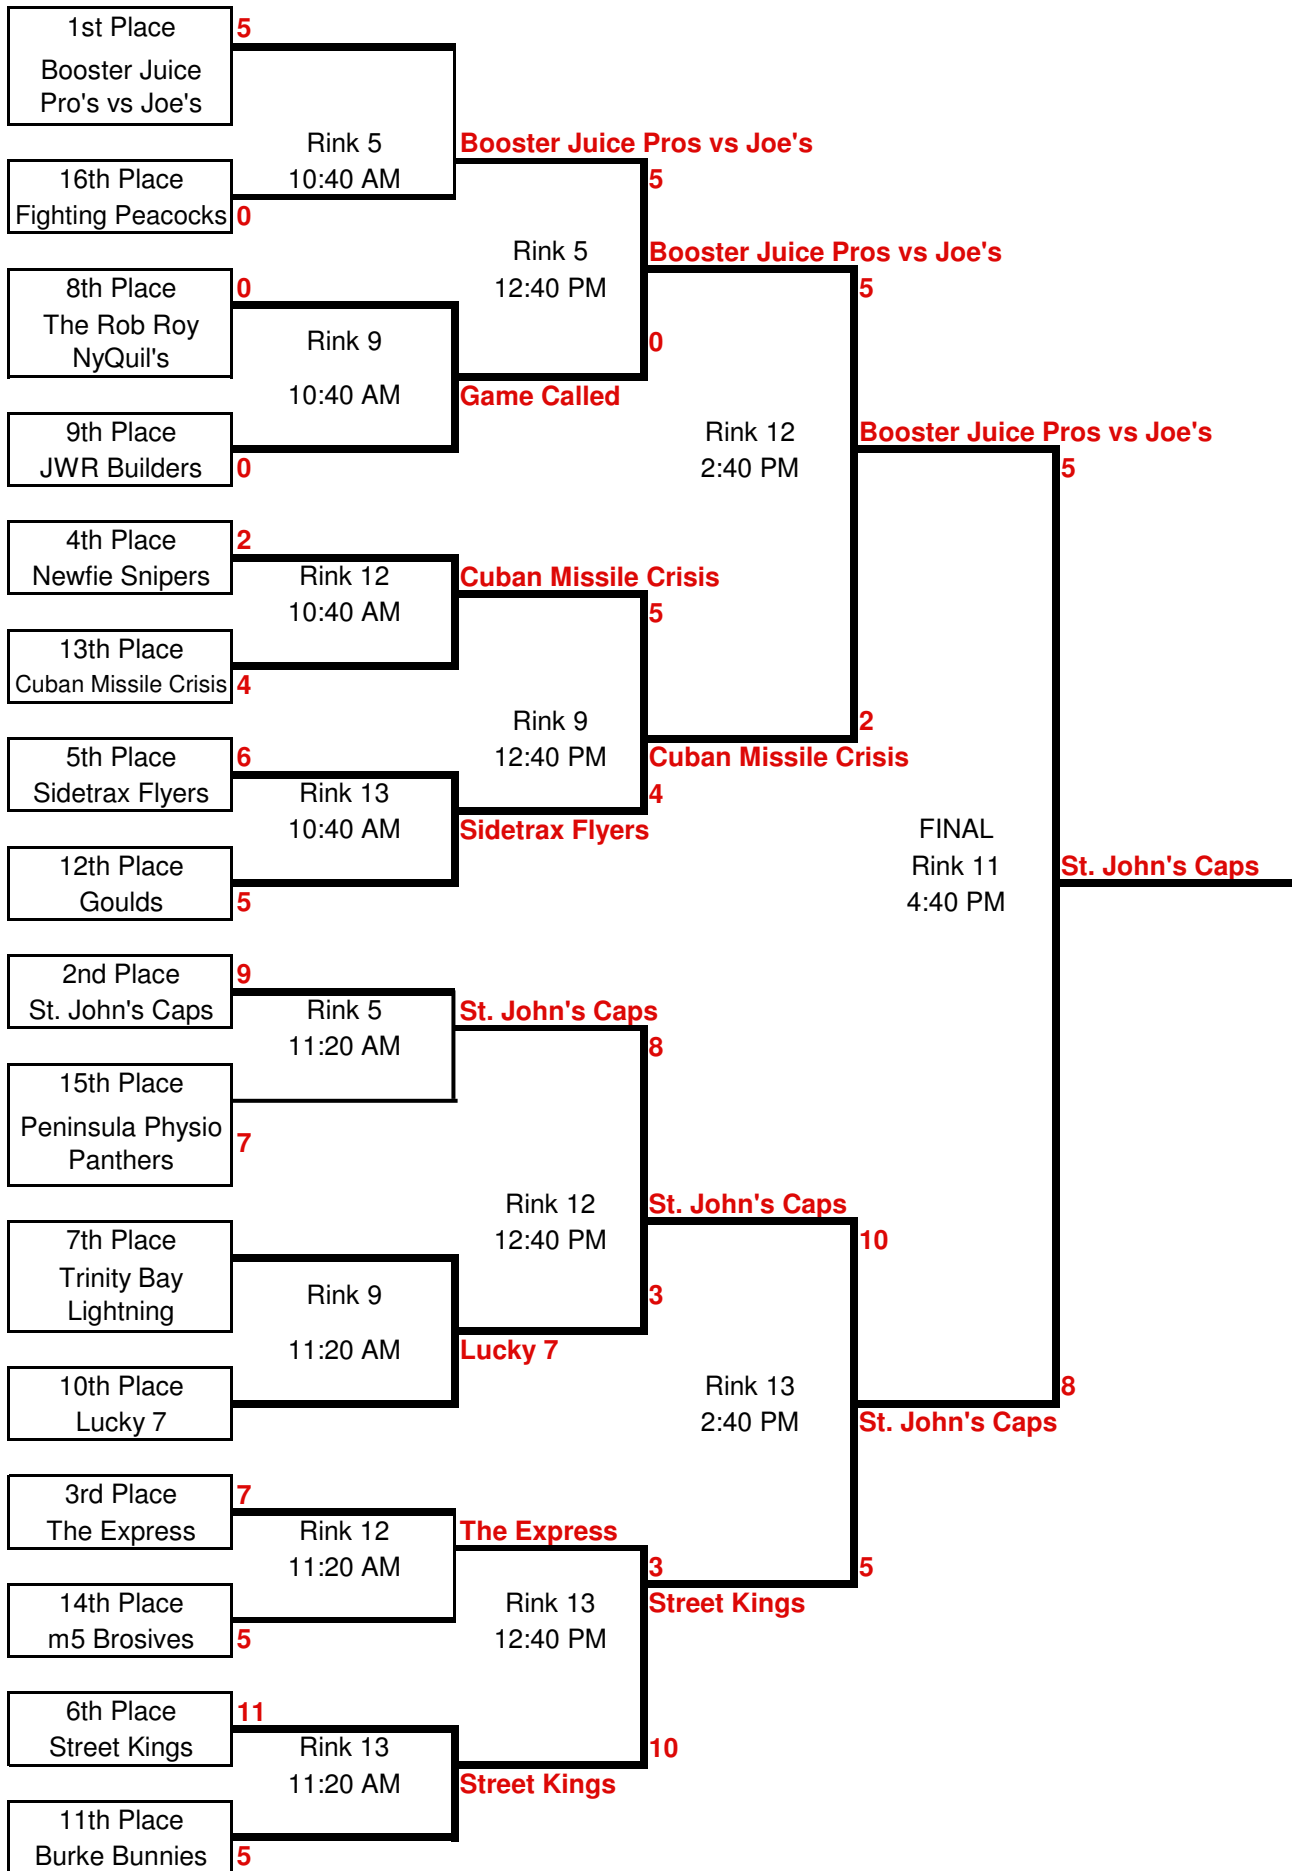 1st Place
5
Booster Juice
Pro's vs Joe's
Rink 5
10:40 AM
Booster Juice Pros vs Joe's
16th Place
Fighting Peacocks
0
5
Rink 5
12:40 PM
Booster Juice Pros vs Joe's
8th Place
0
The Rob Roy
NyQuil's
Rink 9
10:40 AM
Game Called
0
5
9th Place
JWR Builders
0
Rink 12
2:40 PM
Booster Juice Pros vs Joe's
5
4th Place
2
Newfie Snipers
Rink 12
10:40 AM
Cuban Missile Crisis
5
13th Place
Cuban Missile Crisis
4
Rink 9
12:40 PM
2
Cuban Missile Crisis
5th Place
6
Sidetrax Flyers
Rink 13
10:40 AM
4
Sidetrax Flyers
12th Place
Goulds
5
FINAL
Rink 11
4:40 PM
St. John's Caps
2nd Place
9
St. John's Caps
Rink 5
11:20 AM
St. John's Caps
8
15th Place
Peninsula Physio
Panthers
7
Rink 12
12:40 PM
St. John's Caps
10
7th Place
Trinity Bay
Lightning
Rink 9
11:20 AM
3
Lucky 7
10th Place
Lucky 7
Rink 13
2:40 PM
8
St. John's Caps
3rd Place
7
The Express
Rink 12
11:20 AM
The Express
3
5
14th Place
m5 Brosives
5
Rink 13
12:40 PM
Street Kings
6th Place
11
Street Kings
Rink 13
11:20 AM
10
Street Kings
11th Place
Burke Bunnies
5